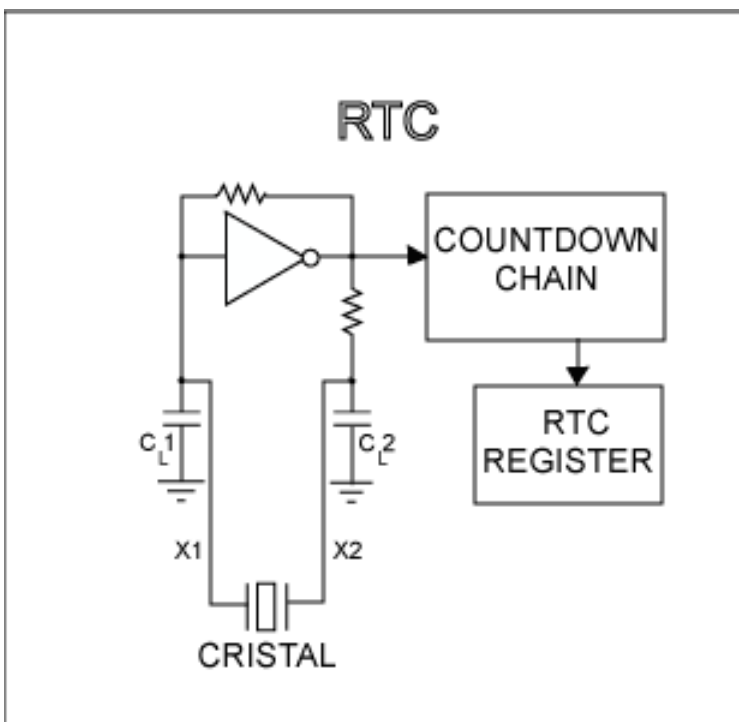 RTC
COUNTDOWN
CHAIN
RTC
REGISTER
CL1
CL2
X1
X2
CRISTAL